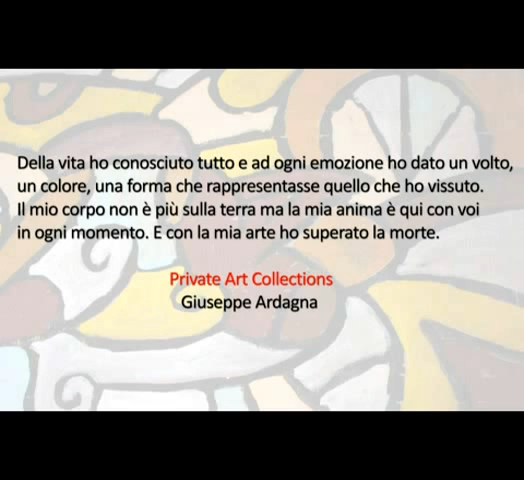 Della vita ho conosciuto tutto e ad ogni emozione ho dato un volto,
un colore, una forma che rappresentasse quello che ho vissuto.
Il mio corpo non è più sulla terra ma la mia anima è qui con voi
in ogni momento. E con la mia arte ho superato la morte.
Private Art Collections
Giuseppe Ardagna